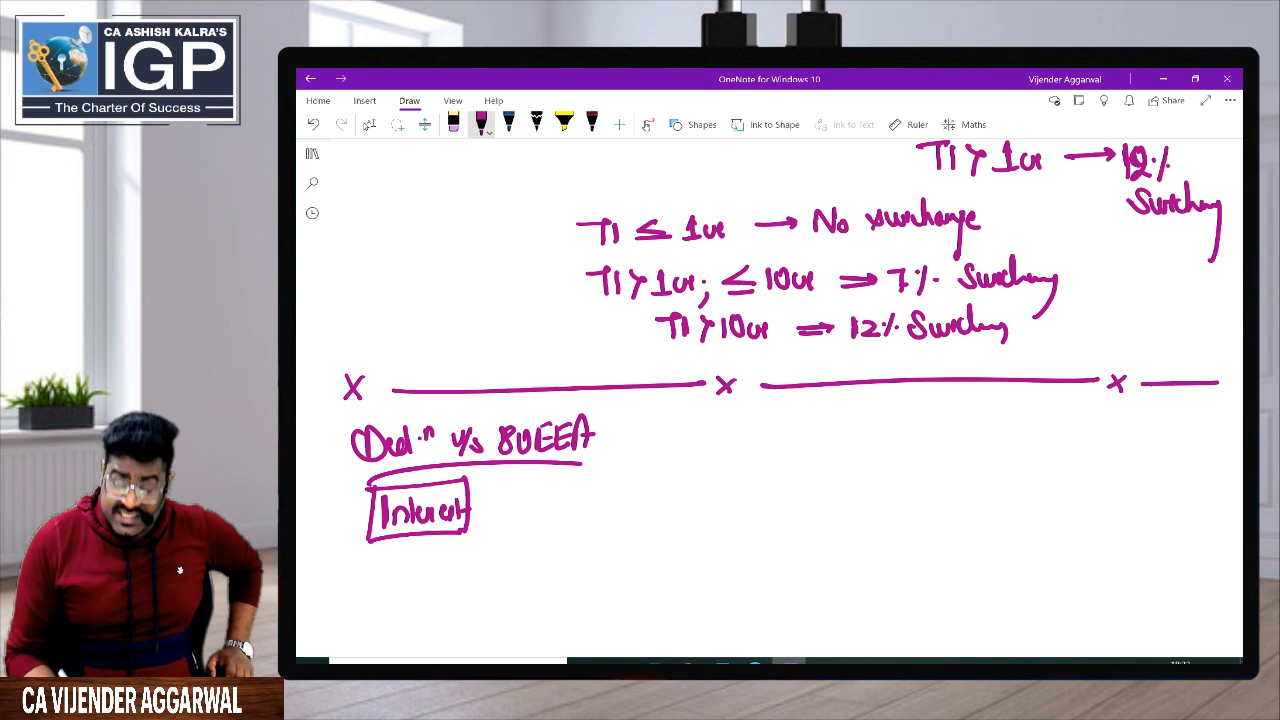 CA ASHISH KALRA'S
IGP
The Charter Of Success
OneNote for Windows 10
Vijender Aggarwal
Home Insert Draw View Help
Share
Shapes Ink to Shape Ink to Text Ruler Maths
TI > 1cr → 12%
Surcharge
TI ≤ 1cr → No surcharge
TI > 1cr; ≤ 10cr ⇒ 7% Surcharge
TI > 10cr ⇒ 12% Surcharge
X X X
Ded.n u/s 80EEA
Interest
CA VIJENDER AGGARWAL